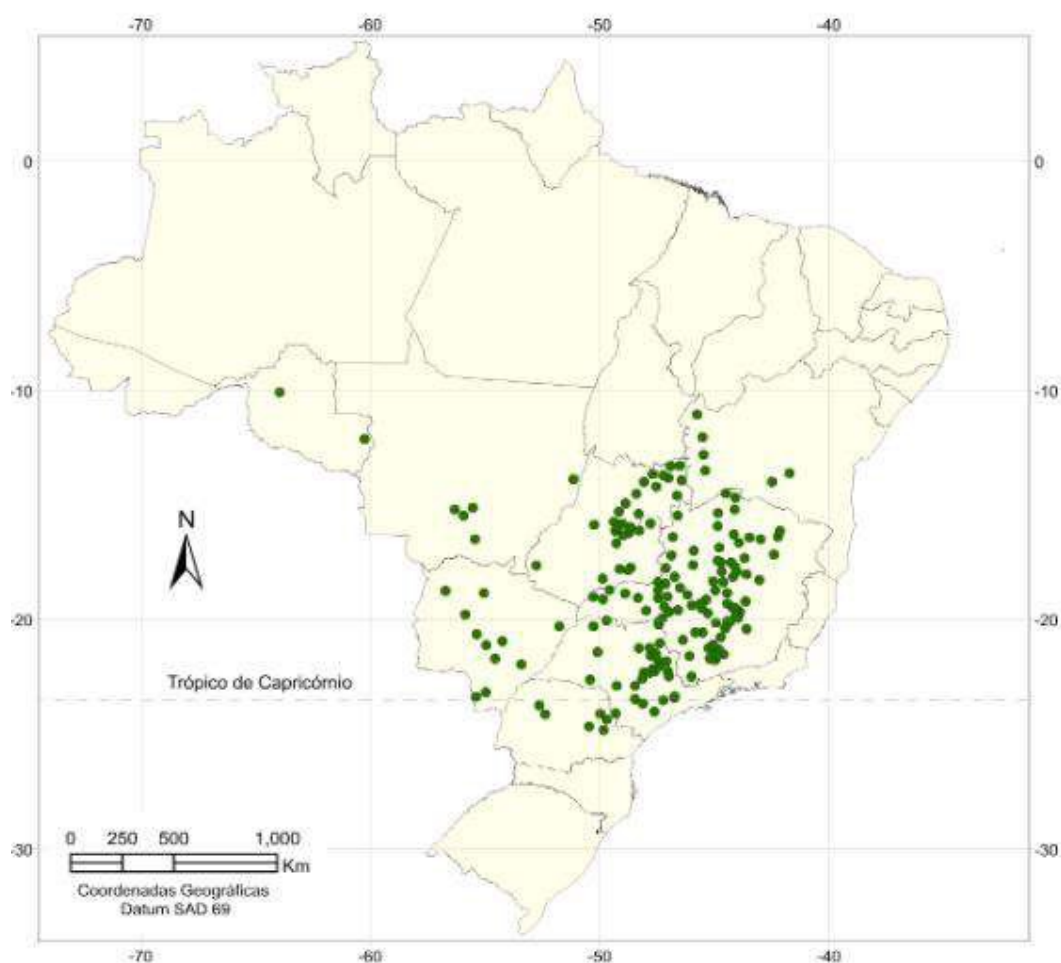 -70 -60 -50 -40
0 0
-10 -10
N
-20 -20
Trópico de Capricórnio
-30 -30
0 250 500 1,000
Km
Coordenadas Geográficas
Datum SAD 69
-70 -60 -50 -40